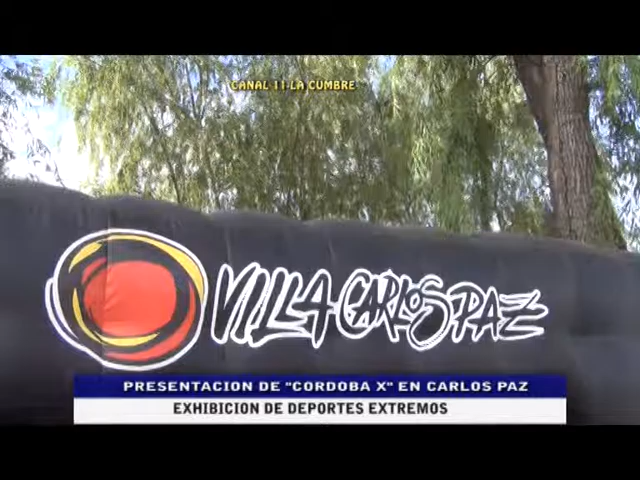 CANAL 11 LA CUMBRE
VILLA CARLOS PAZ
PRESENTACION DE "CORDOBA X" EN CARLOS PAZ
EXHIBICION DE DEPORTES EXTREMOS